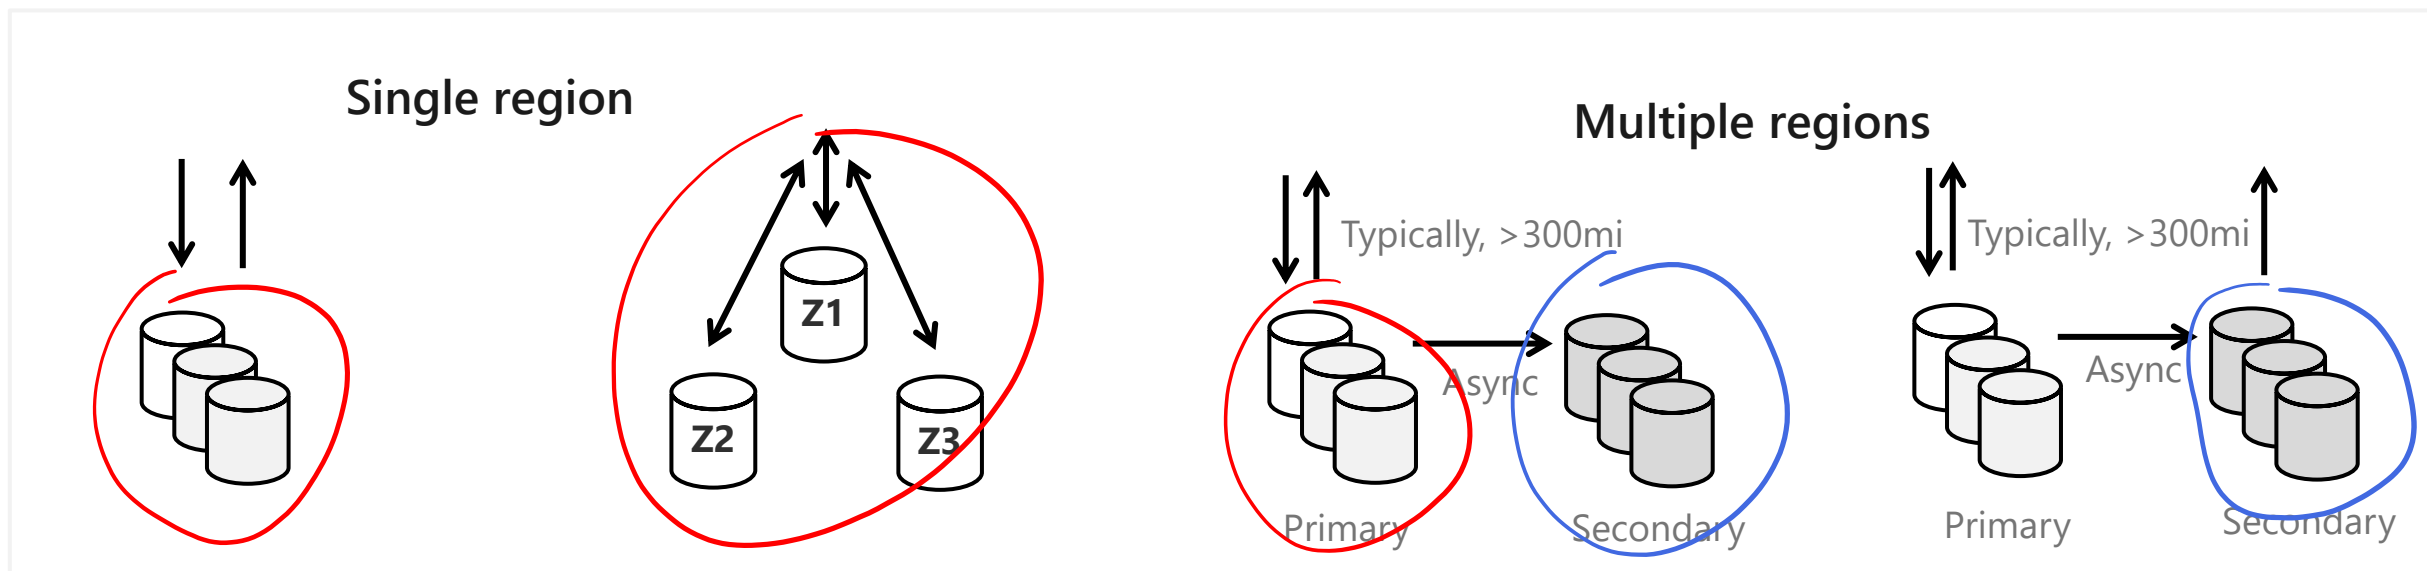 Single region
Multiple regions
Typically, >300mi
Typically, >300mi
Z1
Z2
Z3
Async
Async
Primary
Secondary
Primary
Secondary